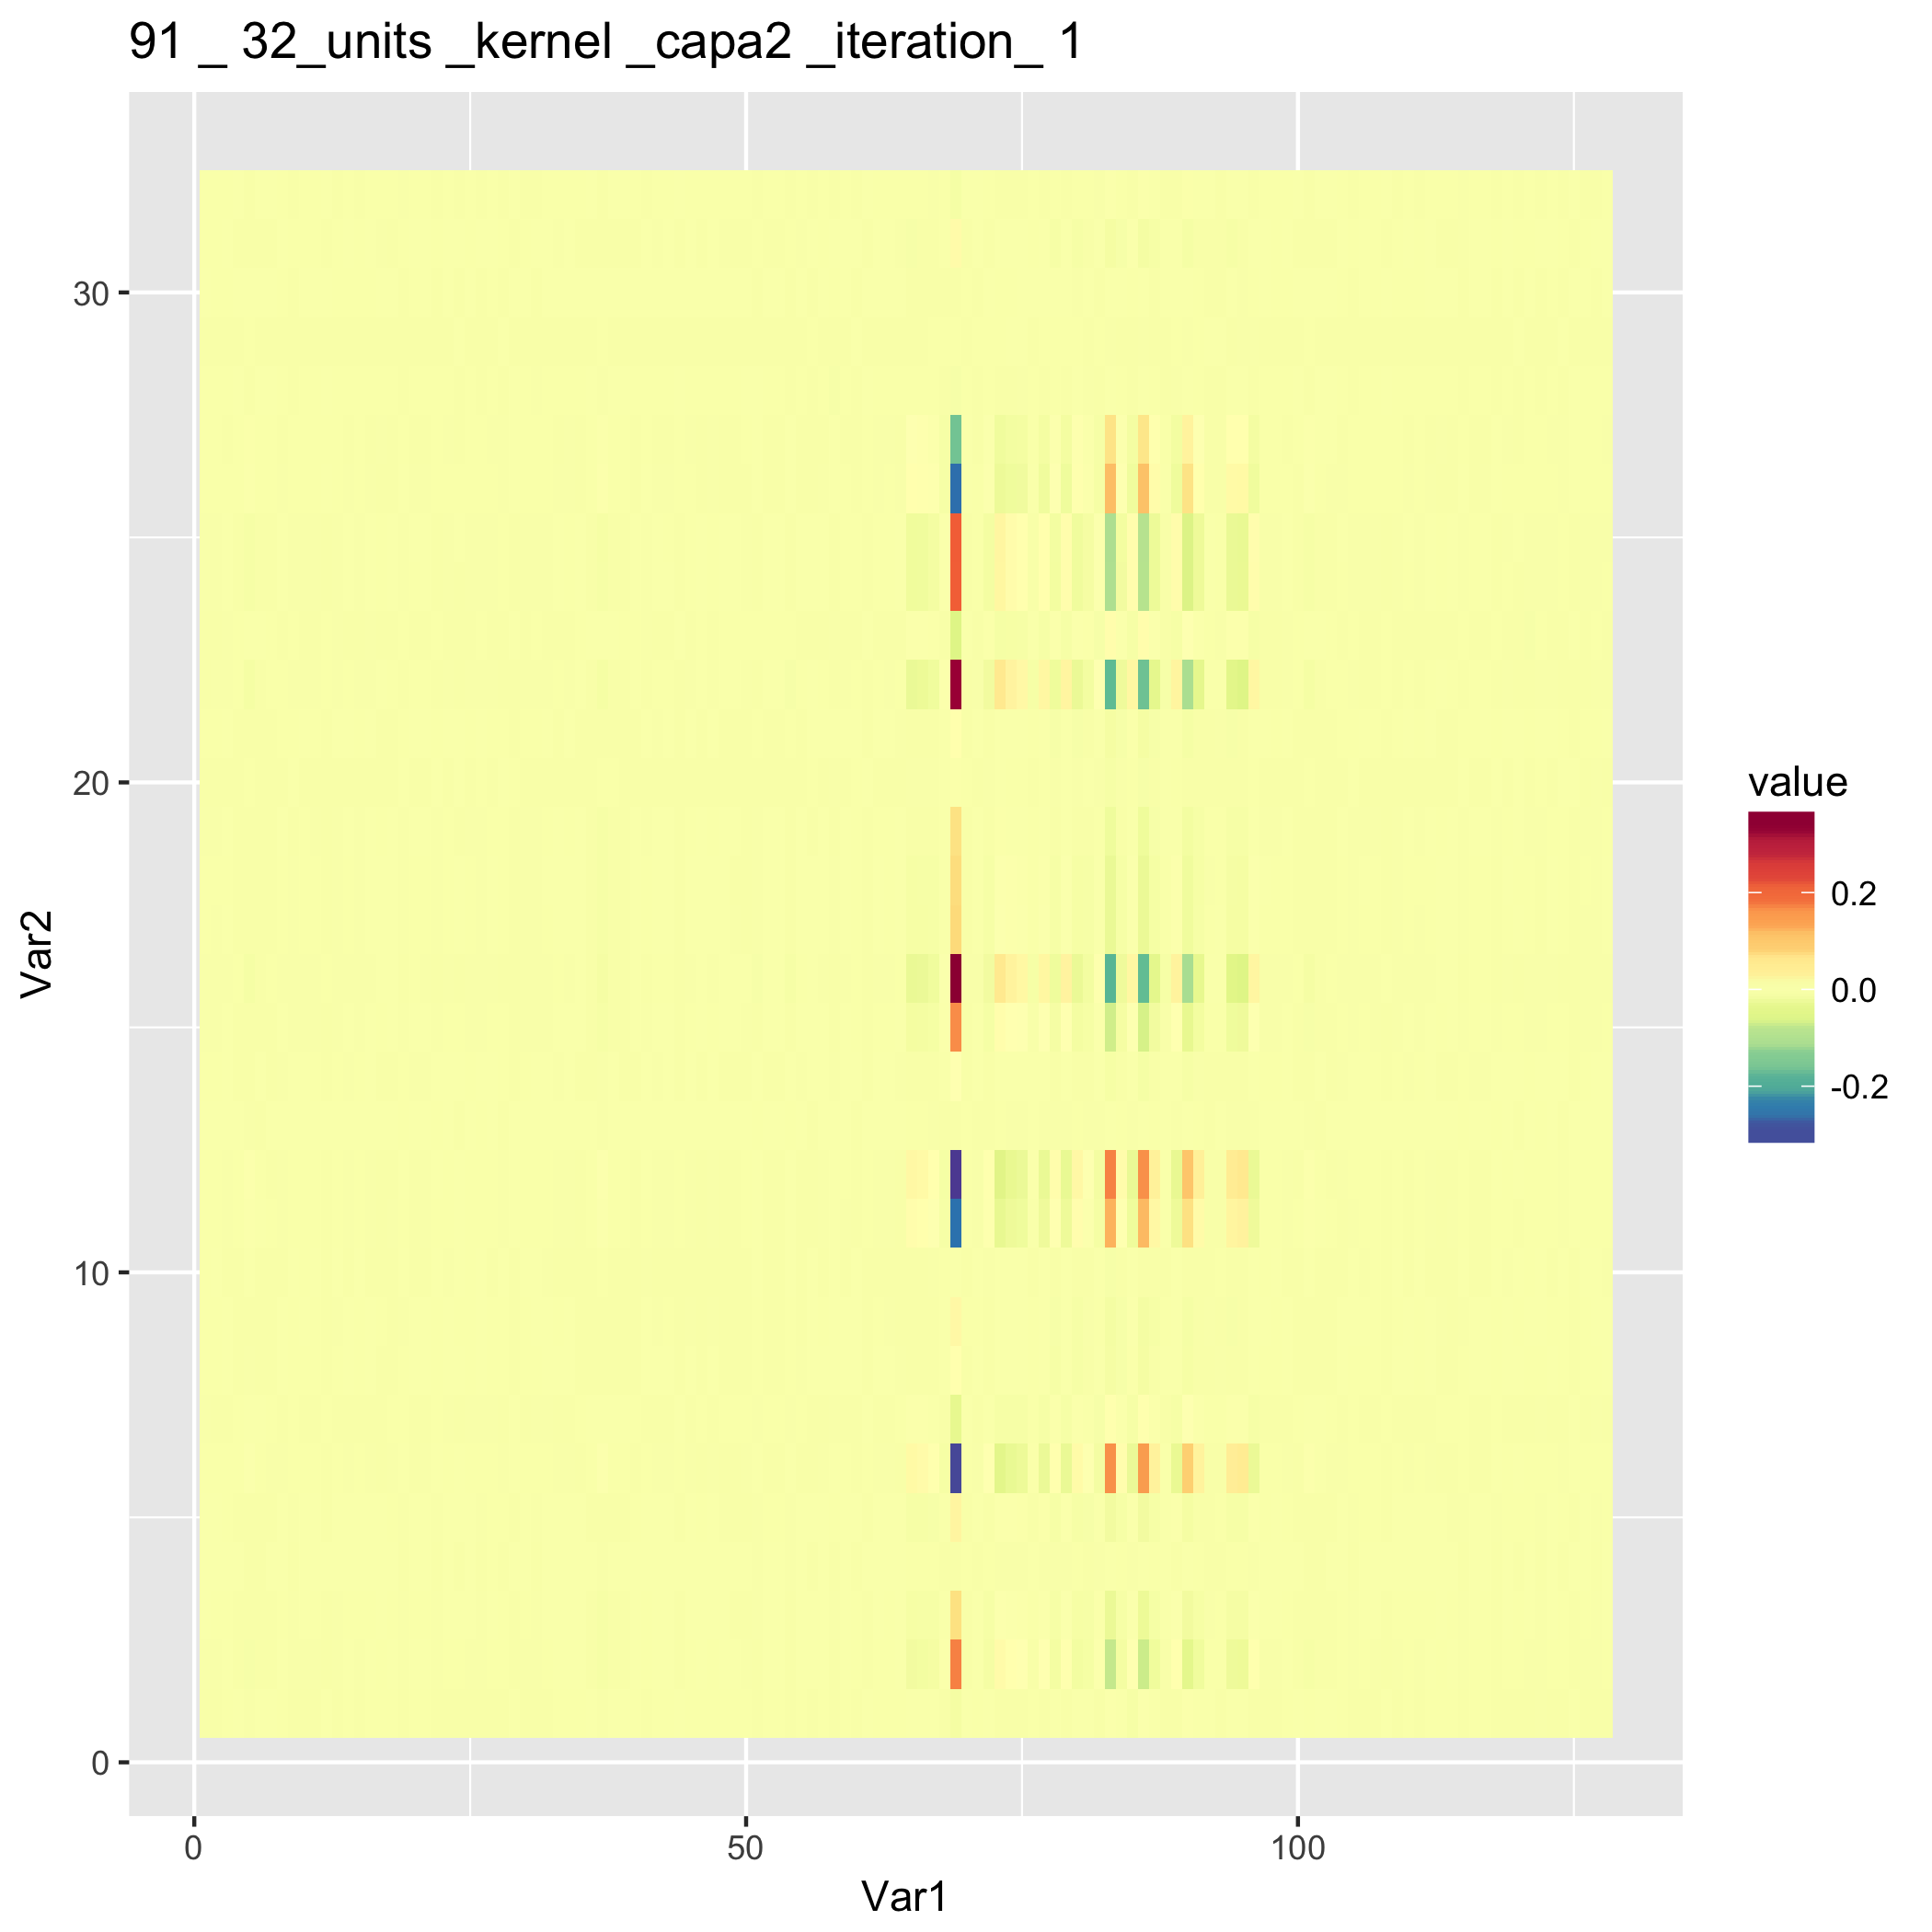 91 _ 32_units _kernel _capa2 _iteration_ 1
30
20
10
0
Var2
0
50
100
Var1
value
0.2
0.0
-0.2